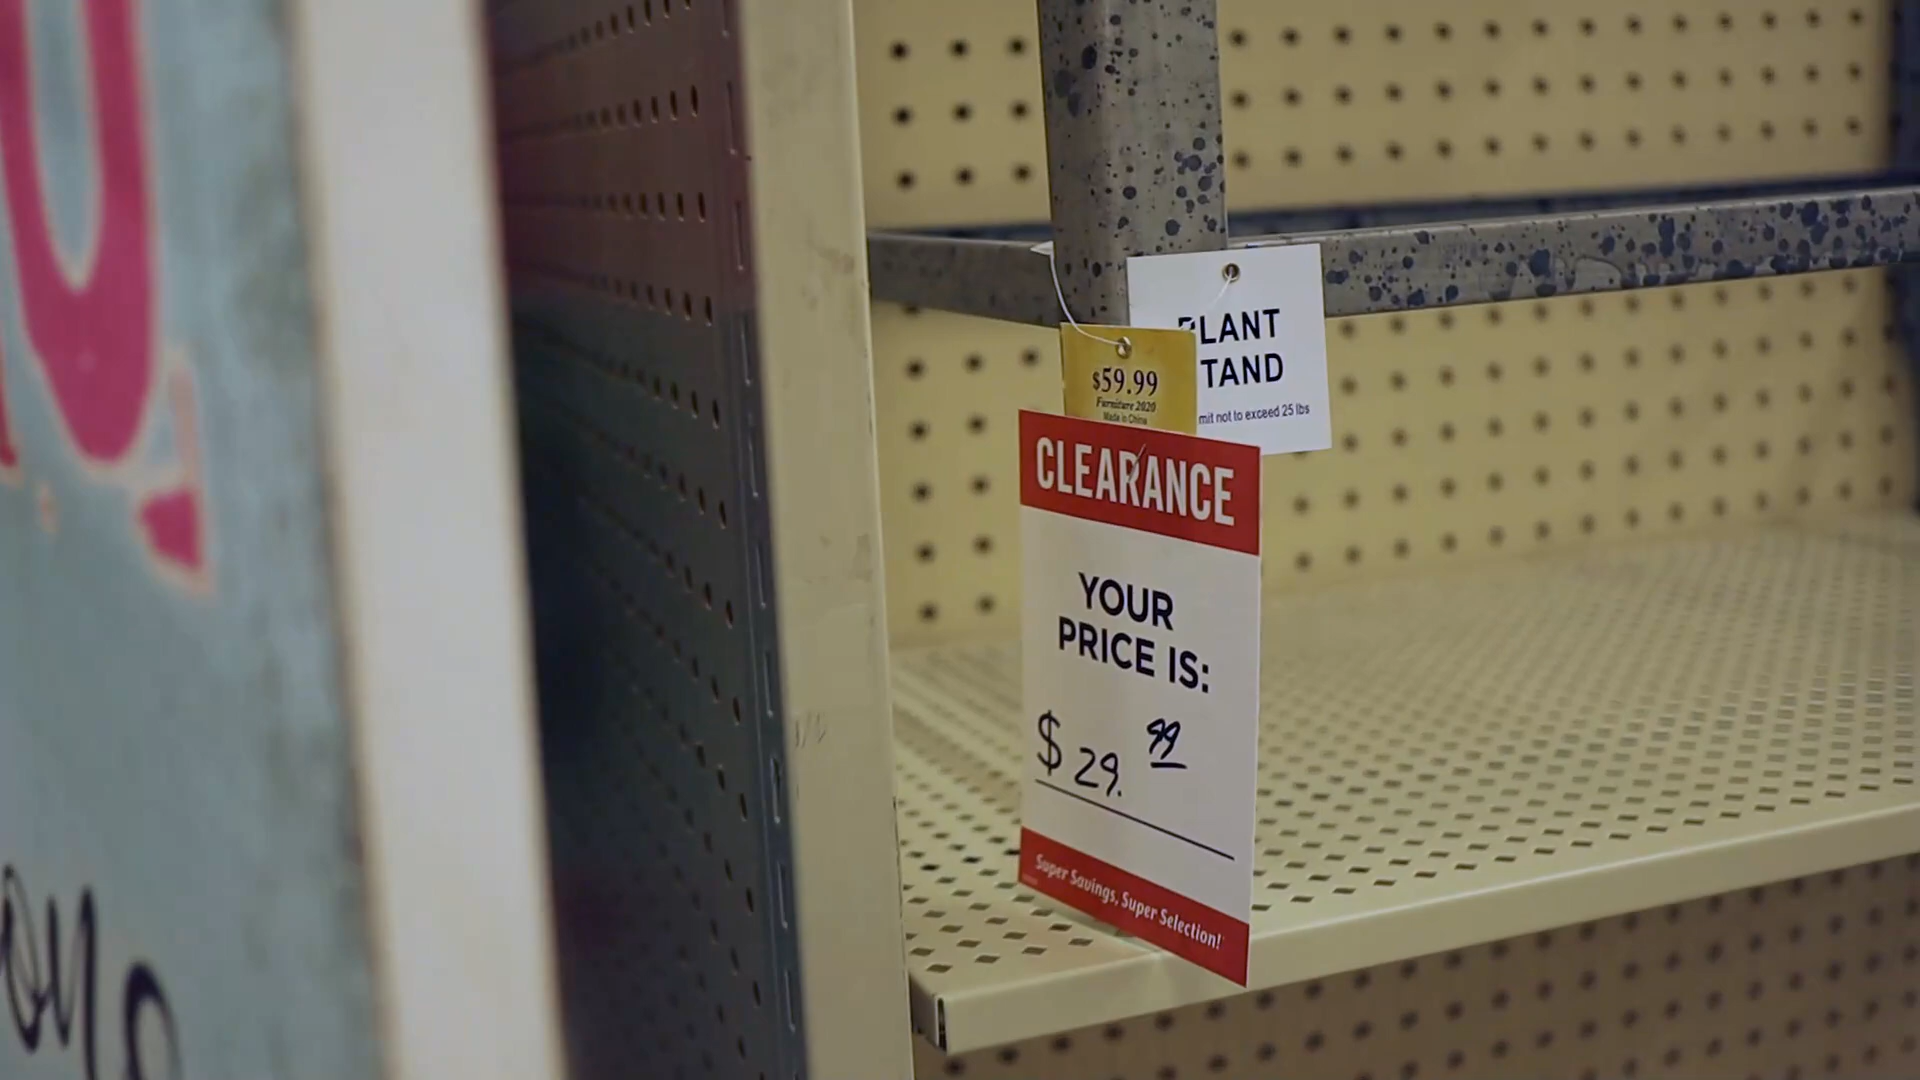 LANT
TAND
mit not to exceed 25 lbs
$59.99
Furniture 2020
Made in China
CLEARANCE
YOUR
PRICE IS:
$ 29. 99
Super Savings, Super Selection!